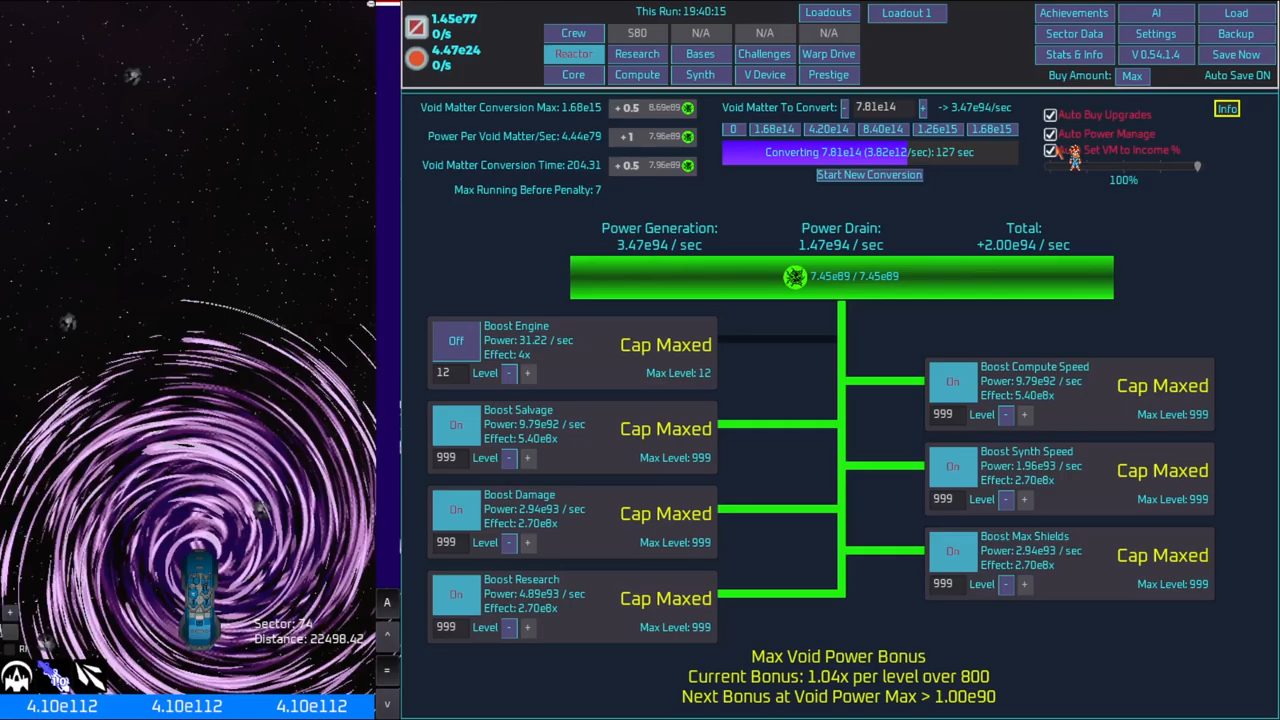 1.45e77
0/s
4.47e24
0/s
This Run: 19:40:15
Loadouts
Loadout 1
Crew
S80
N/A
N/A
N/A
Reactor
Research
Bases
Challenges
Warp Drive
Core
Compute
Synth
V Device
Prestige
Achievements
AI
Load
Sector Data
Settings
Backup
Stats & Info
V 0.54.1.4
Save Now
Buy Amount:
Max
Auto Save ON
Void Matter Conversion Max: 1.68e15
+ 0.5
8.69e89
Power Per Void Matter/Sec: 4.44e79
+1
7.96e89
Void Matter Conversion Time: 204.31
+ 0.5
7.96e89
Max Running Before Penalty: 7
Void Matter To Convert:
-
7.81e14
+
-> 3.47e94/sec
0
1.68e14
4.20e14
8.40e14
1.26e15
1.68e15
Converting 7.81e14 (3.82e12/sec): 127 sec
Start New Conversion
Auto Buy Upgrades
Auto Power Manage
Set VM to Income %
100%
Info
Power Generation:
3.47e94 / sec
Power Drain:
1.47e94 / sec
Total:
+2.00e94 / sec
7.45e89 / 7.45e89
Off
Boost Engine
Power: 31.22 / sec
Effect: 4x
Cap Maxed
12
Level
-
+
Max Level: 12
On
Boost Salvage
Power: 9.79e92 / sec
Effect: 5.40e8x
Cap Maxed
999
Level
-
+
Max Level: 999
On
Boost Damage
Power: 2.94e93 / sec
Effect: 2.70e8x
Cap Maxed
999
Level
-
+
Max Level: 999
On
Boost Research
Power: 4.89e93 / sec
Effect: 2.70e8x
Cap Maxed
999
Level
-
+
Max Level: 999
On
Boost Compute Speed
Power: 9.79e92 / sec
Effect: 5.40e8x
Cap Maxed
999
Level
-
+
Max Level: 999
On
Boost Synth Speed
Power: 1.96e93 / sec
Effect: 2.70e8x
Cap Maxed
999
Level
-
+
Max Level: 999
On
Boost Max Shields
Power: 2.94e93 / sec
Effect: 2.70e8x
Cap Maxed
999
Level
-
+
Max Level: 999
Max Void Power Bonus
Current Bonus: 1.04x per level over 800
Next Bonus at Void Power Max > 1.00e90
Sector: 74
Distance: 22498.42
+
A
^
=
v
4.10e112
4.10e112
4.10e112